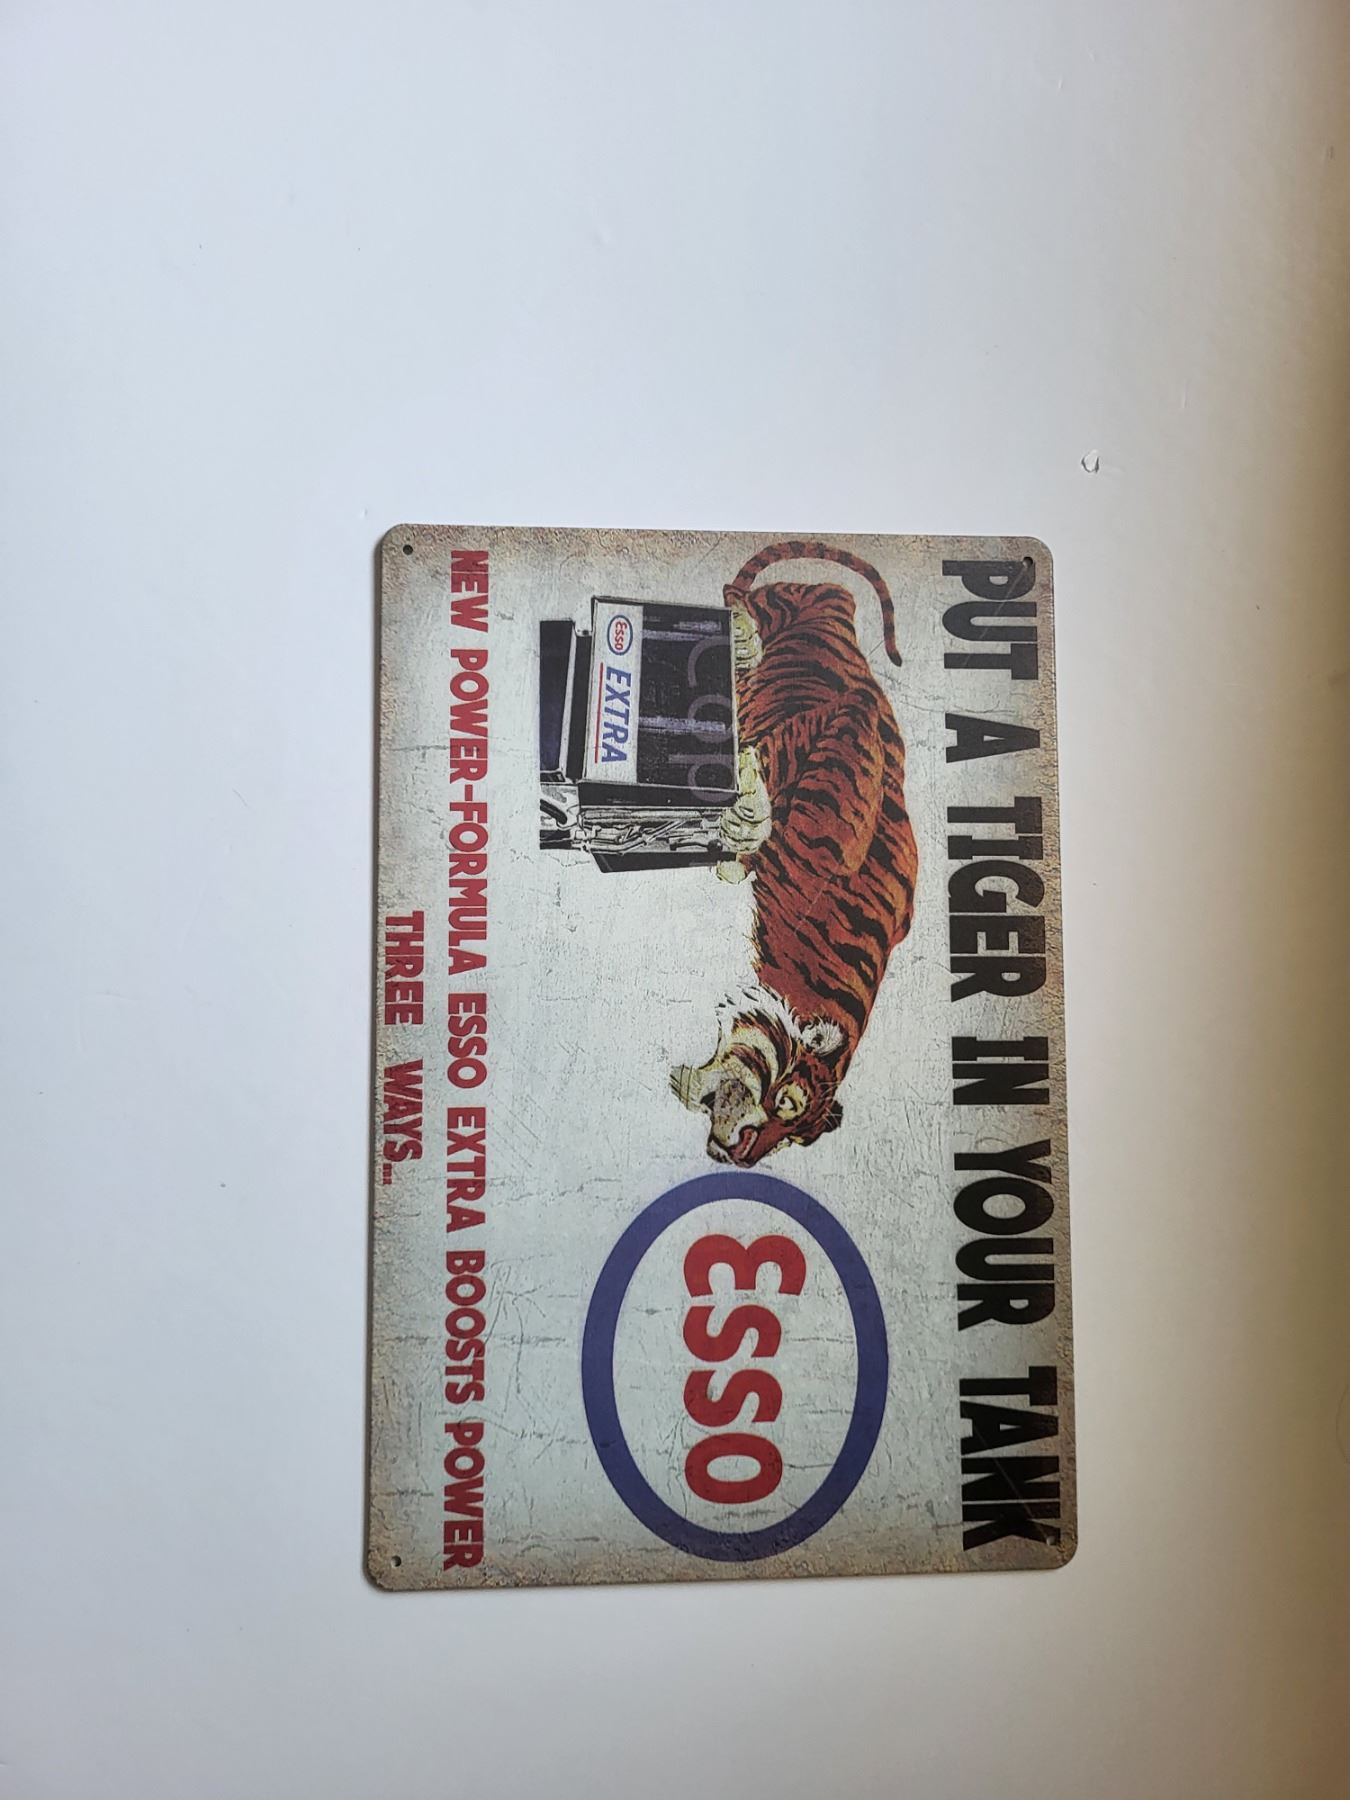 PUT A TIGER IN YOUR TANK
Esso
Esso EXTRA
NEW POWER-FORMULA ESSO EXTRA BOOSTS POWER
THREE WAYS...